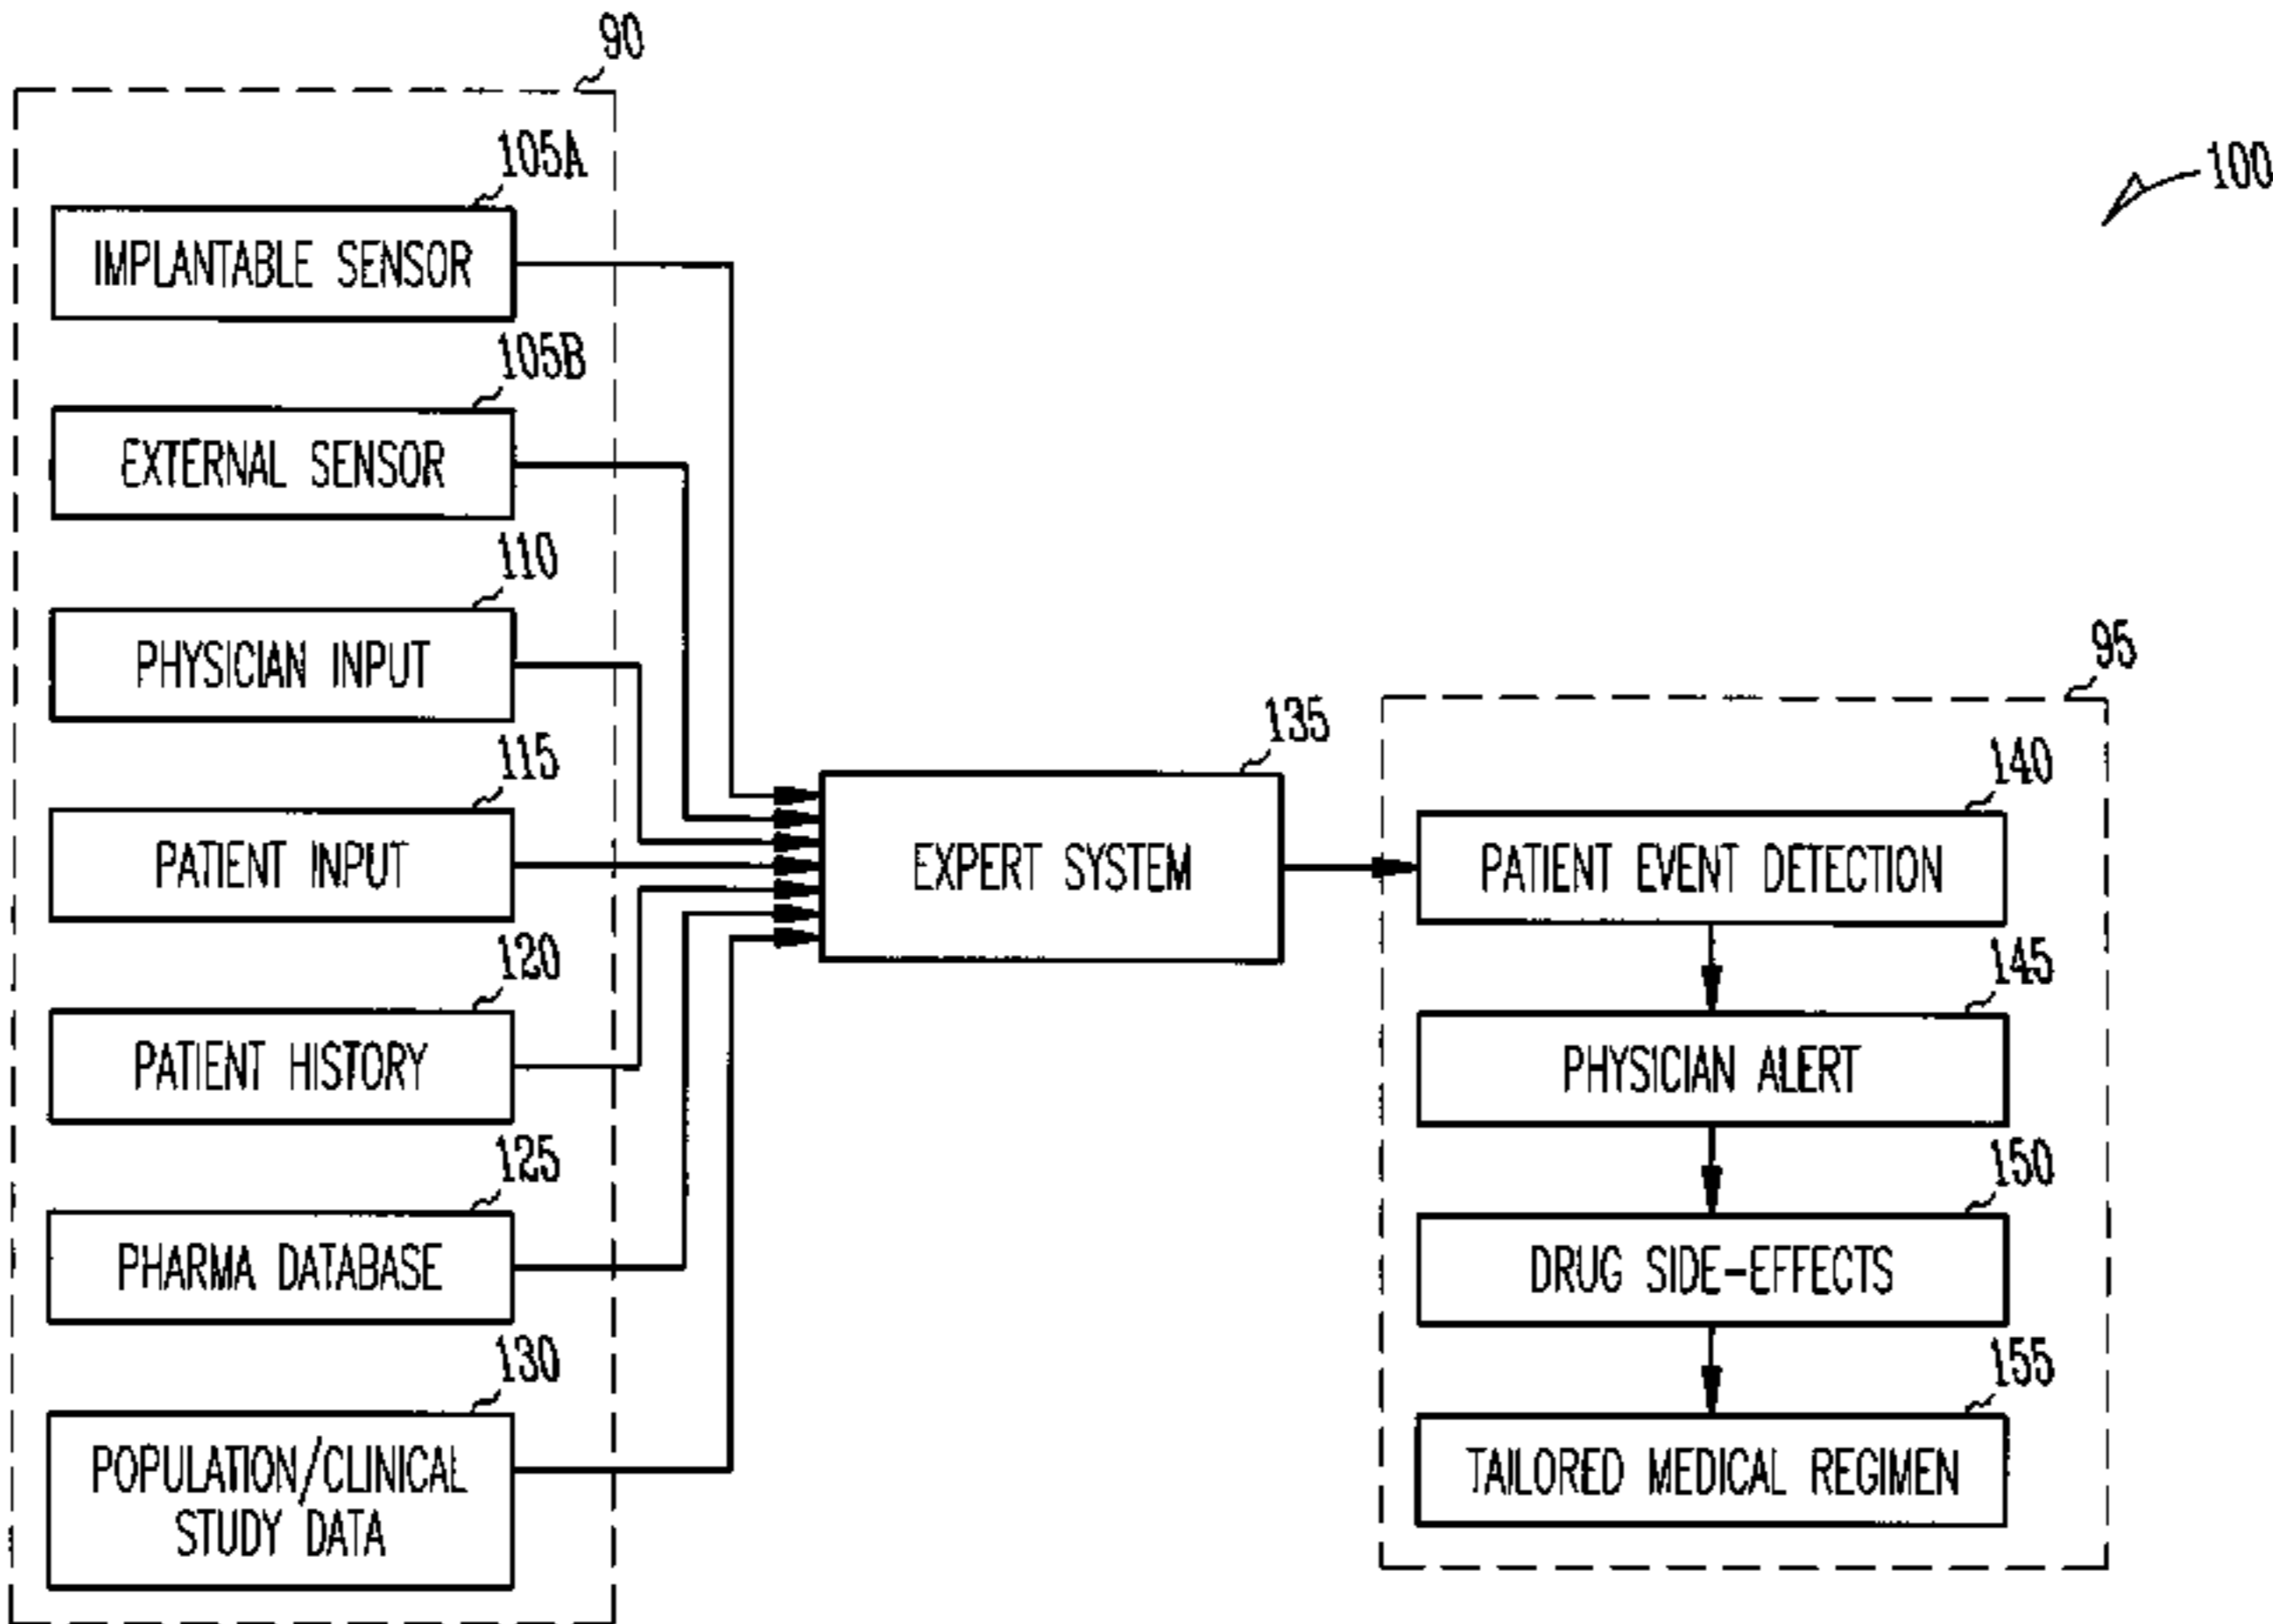 90
105A
IMPLANTABLE SENSOR
100
105B
EXTERNAL SENSOR
110
PHYSICIAN INPUT
115
PATIENT INPUT
120
PATIENT HISTORY
125
PHARMA DATABASE
130
POPULATION/CLINICAL
STUDY DATA
135
EXPERT SYSTEM
95
140
PATIENT EVENT DETECTION
145
PHYSICIAN ALERT
150
DRUG SIDE-EFFECTS
155
TAILORED MEDICAL REGIMEN